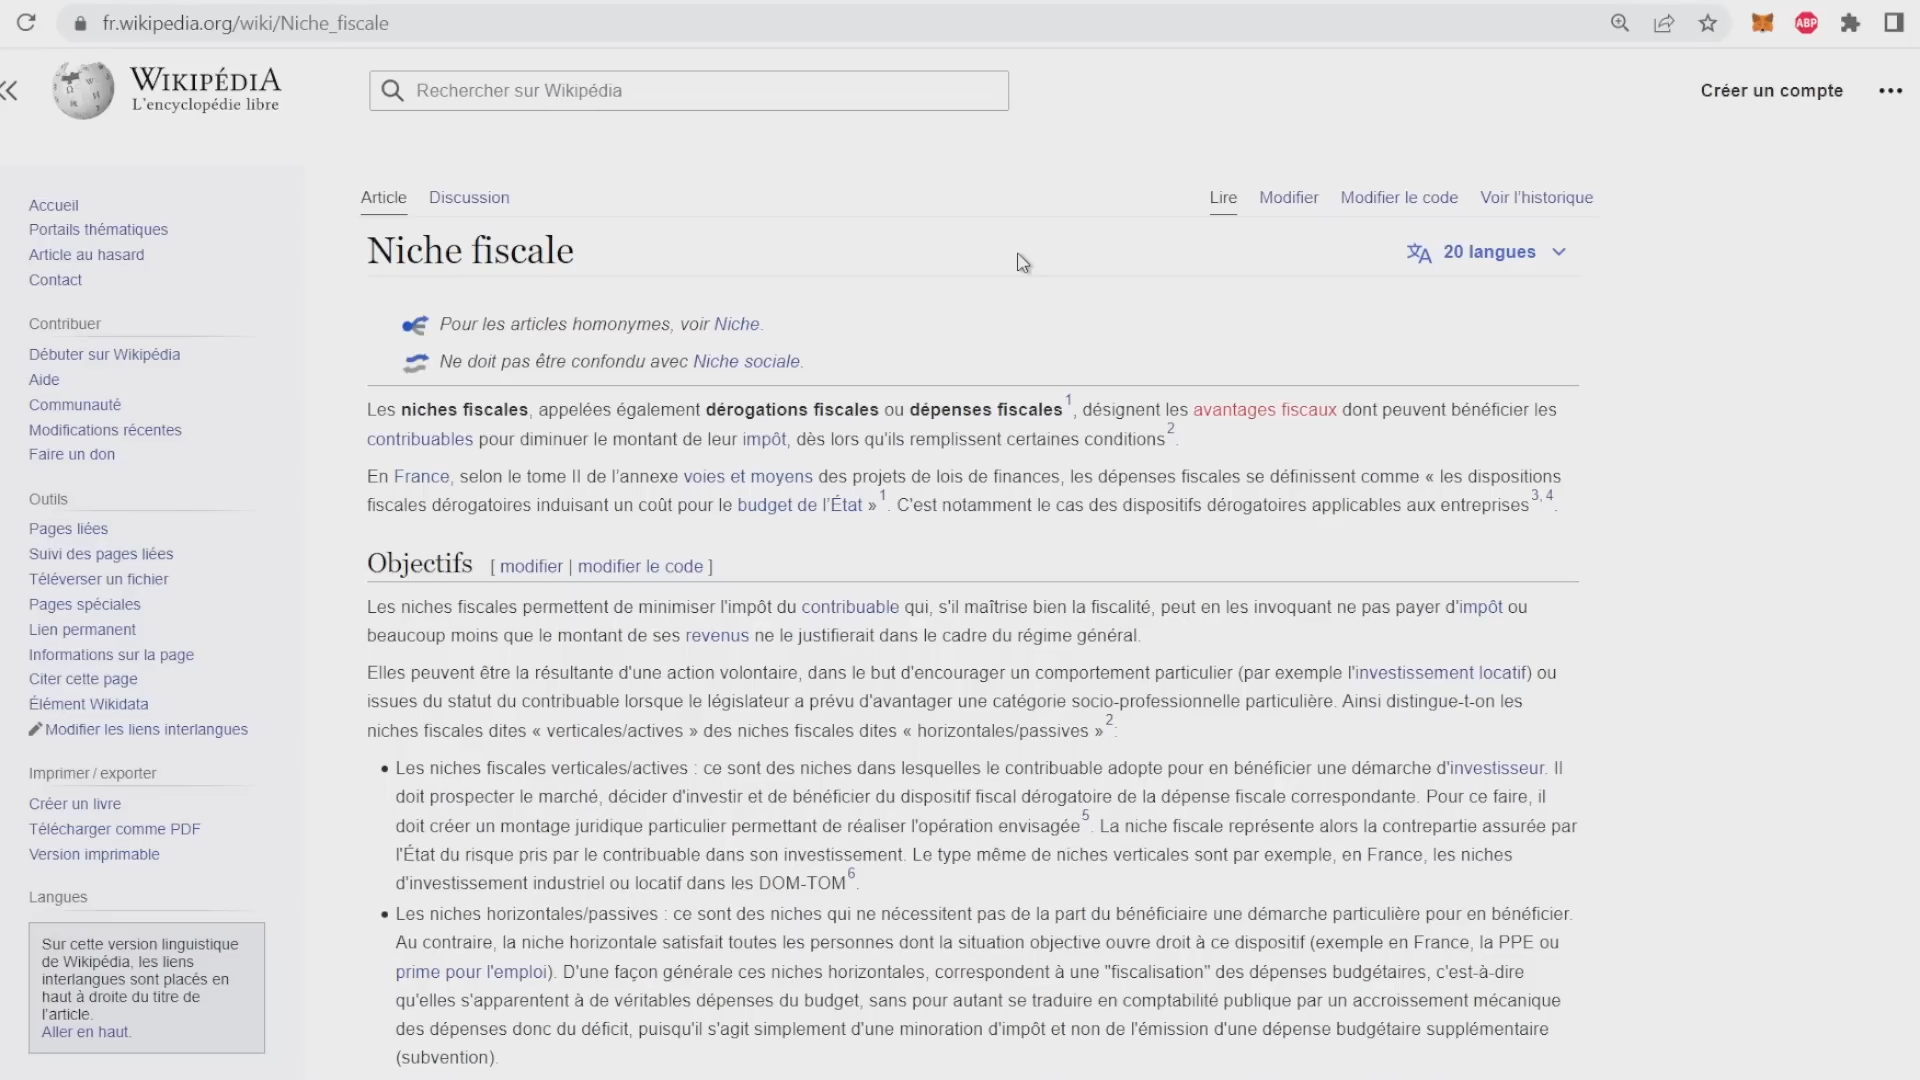 fr.wikipedia.org/wiki/Niche_fiscale
ABP
WIKIPÉDIA
L'encyclopédie libre
Rechercher sur Wikipédia
Créer un compte
Accueil
Portails thématiques
Article au hasard
Contact
Contribuer
Débuter sur Wikipédia
Aide
Communauté
Modifications récentes
Faire un don
Outils
Pages liées
Suivi des pages liées
Téléverser un fichier
Pages spéciales
Lien permanent
Informations sur la page
Citer cette page
Élément Wikidata
Modifier les liens interlangues
Imprimer / exporter
Créer un livre
Télécharger comme PDF
Version imprimable
Langues
Sur cette version linguistique
de Wikipédia, les liens
interlangues sont placés en
haut à droite du titre de
l'article.
Aller en haut.
Article Discussion Lire Modifier Modifier le code Voir l'historique
Niche fiscale
20 langues
Pour les articles homonymes, voir Niche.
Ne doit pas être confondu avec Niche sociale.
Les niches fiscales, appelées également dérogations fiscales ou dépenses fiscales1, désignent les avantages fiscaux dont peuvent bénéficier les
contribuables pour diminuer le montant de leur impôt, dès lors qu'ils remplissent certaines conditions2.
En France, selon le tome II de l'annexe voies et moyens des projets de lois de finances, les dépenses fiscales se définissent comme « les dispositions
fiscales dérogatoires induisant un coût pour le budget de l'État »1. C'est notamment le cas des dispositifs dérogatoires applicables aux entreprises3, 4.
Objectifs [ modifier | modifier le code ]
Les niches fiscales permettent de minimiser l'impôt du contribuable qui, s'il maîtrise bien la fiscalité, peut en les invoquant ne pas payer d'impôt ou
beaucoup moins que le montant de ses revenus ne le justifierait dans le cadre du régime général.
Elles peuvent être la résultante d'une action volontaire, dans le but d'encourager un comportement particulier (par exemple l'investissement locatif) ou
issues du statut du contribuable lorsque le législateur a prévu d'avantager une catégorie socio-professionnelle particulière. Ainsi distingue-t-on les
niches fiscales dites « verticales/actives » des niches fiscales dites « horizontales/passives »2:
• Les niches fiscales verticales/actives : ce sont des niches dans lesquelles le contribuable adopte pour en bénéficier une démarche d'investisseur. Il
doit prospecter le marché, décider d'investir et de bénéficier du dispositif fiscal dérogatoire de la dépense fiscale correspondante. Pour ce faire, il
doit créer un montage juridique particulier permettant de réaliser l'opération envisagée5. La niche fiscale représente alors la contrepartie assurée par
l'État du risque pris par le contribuable dans son investissement. Le type même de niches verticales sont par exemple, en France, les niches
d'investissement industriel ou locatif dans les DOM-TOM6.
• Les niches horizontales/passives : ce sont des niches qui ne nécessitent pas de la part du bénéficiaire une démarche particulière pour en bénéficier.
Au contraire, la niche horizontale satisfait toutes les personnes dont la situation objective ouvre droit à ce dispositif (exemple en France, la PPE ou
prime pour l'emploi). D'une façon générale ces niches horizontales, correspondent à une "fiscalisation" des dépenses budgétaires, c'est-à-dire
qu'elles s'apparentent à de véritables dépenses du budget, sans pour autant se traduire en comptabilité publique par un accroissement mécanique
des dépenses donc du déficit, puisqu'il s'agit simplement d'une minoration d'impôt et non de l'émission d'une dépense budgétaire supplémentaire
(subvention).